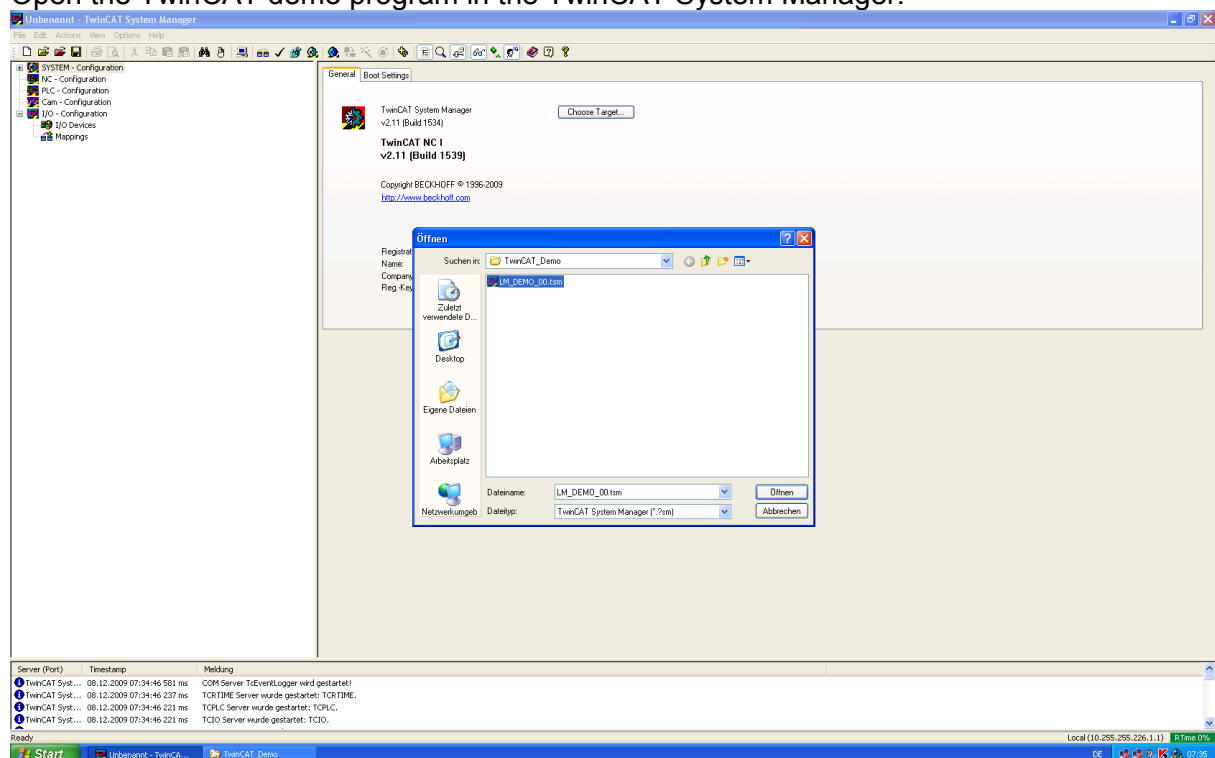 Open the TwinCAT demo program in the TwinCAT System Manager.
Unbenannt - TwinCAT System Manager
File Edit Actions View Options Help
SYSTEM - Configuration
NC - Configuration
PLC - Configuration
Cam - Configuration
I/O - Configuration
I/O Devices
Mappings
General Boot Settings
TwinCAT System Manager
v2.11 (Build 1534)
Choose Target...
TwinCAT NC I
v2.11 (Build 1539)
Copyright BECKHOFF © 1996-2009
http://www.beckhoff.com
Registrat
Name:
Company
Reg.-Key
Öffnen
Suchen in: TwinCAT_Demo
LM_DEMO_00.tsm
Zuletzt
verwendete D...
Desktop
Eigene Dateien
Arbeitsplatz
Netzwerkumgeb
Dateiname: LM_DEMO_00.tsm Öffnen
Dateityp: TwinCAT System Manager (*.?sm) Abbrechen
Server (Port) Timestamp Meldung
TwinCAT Syst... 08.12.2009 07:34:46 581 ms COM Server TcEventLogger wird gestartet!
TwinCAT Syst... 08.12.2009 07:34:46 237 ms TCRTIME Server wurde gestartet: TCRTIME.
TwinCAT Syst... 08.12.2009 07:34:46 221 ms TCPLC Server wurde gestartet: TCPLC.
TwinCAT Syst... 08.12.2009 07:34:46 221 ms TCIO Server wurde gestartet: TCIO.
Ready Local (10.255.255.226.1.1) RTime 0%
Start Unbenannt - TwinCA... TwinCAT_Demo DE 07:35